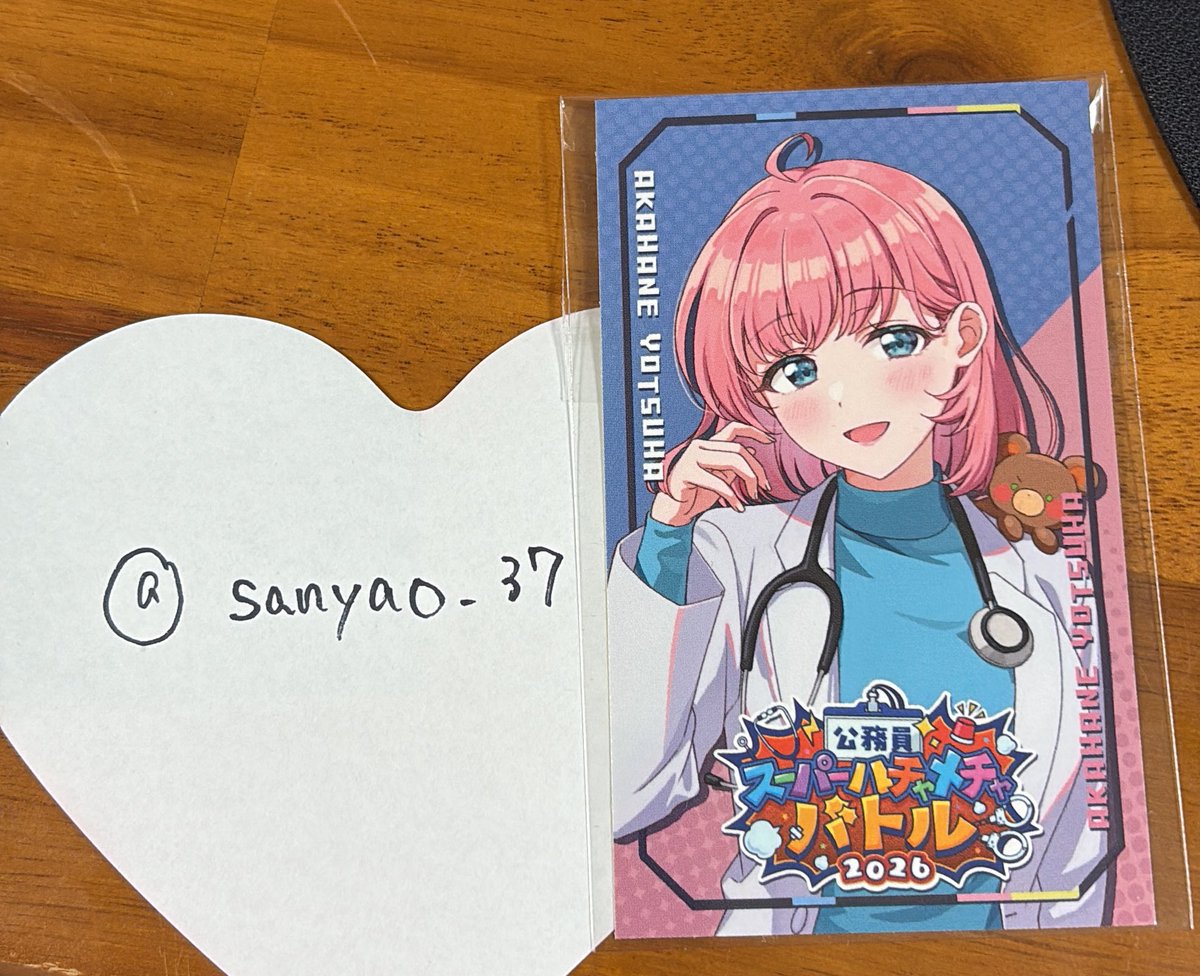 @ sanyao_37
AKAHANE YOTSUHA
AKAHANE YOTSUHA
公務員
スーパーハチャメチャ
バトル
2026